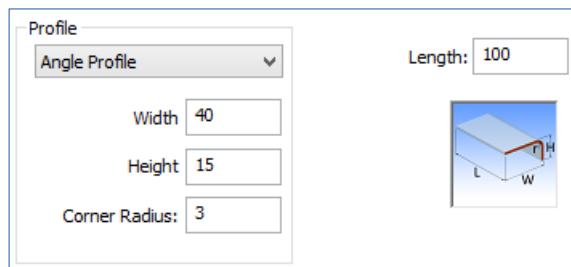 Profile
Angle Profile
Width 40
Height 15
Corner Radius: 3
Length: 100
r H
L W